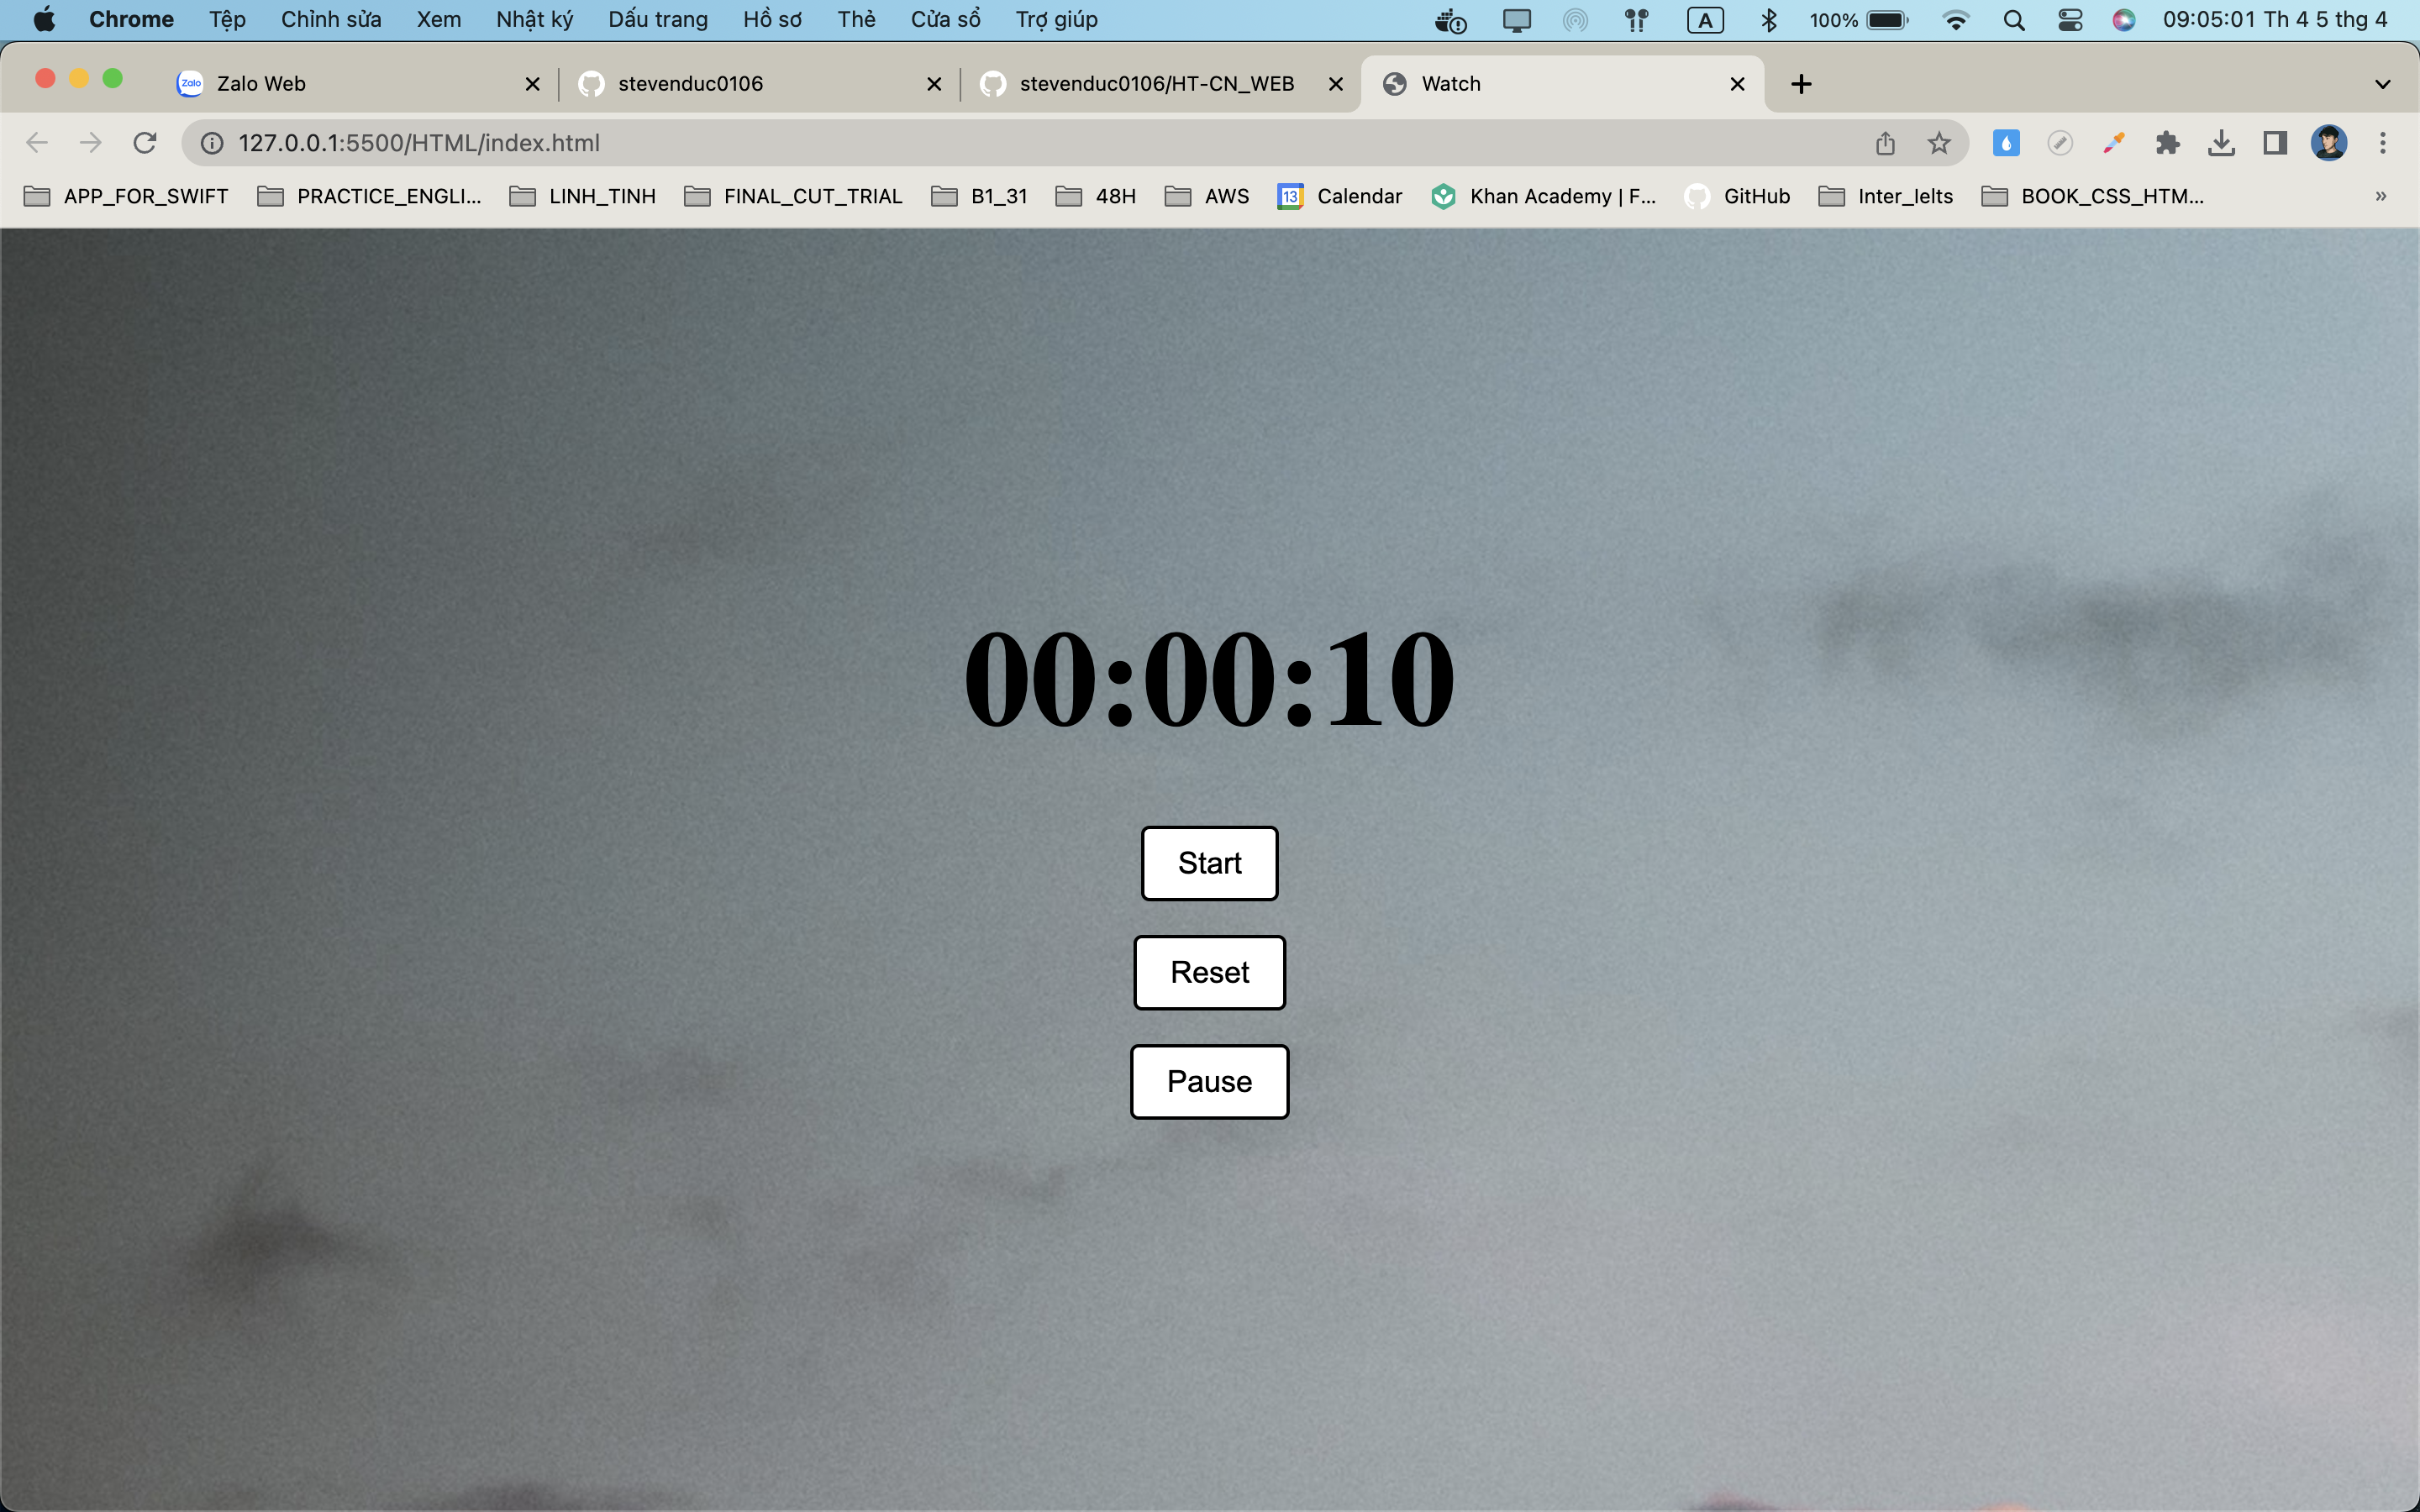 Chrome Tệp Chỉnh sửa Xem Nhật ký Dấu trang Hồ sơ Thẻ Cửa sổ Trợ giúp A 100% 09:05:01 Th 4 5 thg 4
Zalo Zalo Web stevenduc0106 stevenduc0106/HT-CN_WEB Watch
127.0.0.1:5500/HTML/index.html
APP_FOR_SWIFT PRACTICE_ENGLI... LINH_TINH FINAL_CUT_TRIAL B1_31 48H AWS 13 Calendar Khan Academy | F... GitHub Inter_Ielts BOOK_CSS_HTM... »
00:00:10
Start
Reset
Pause